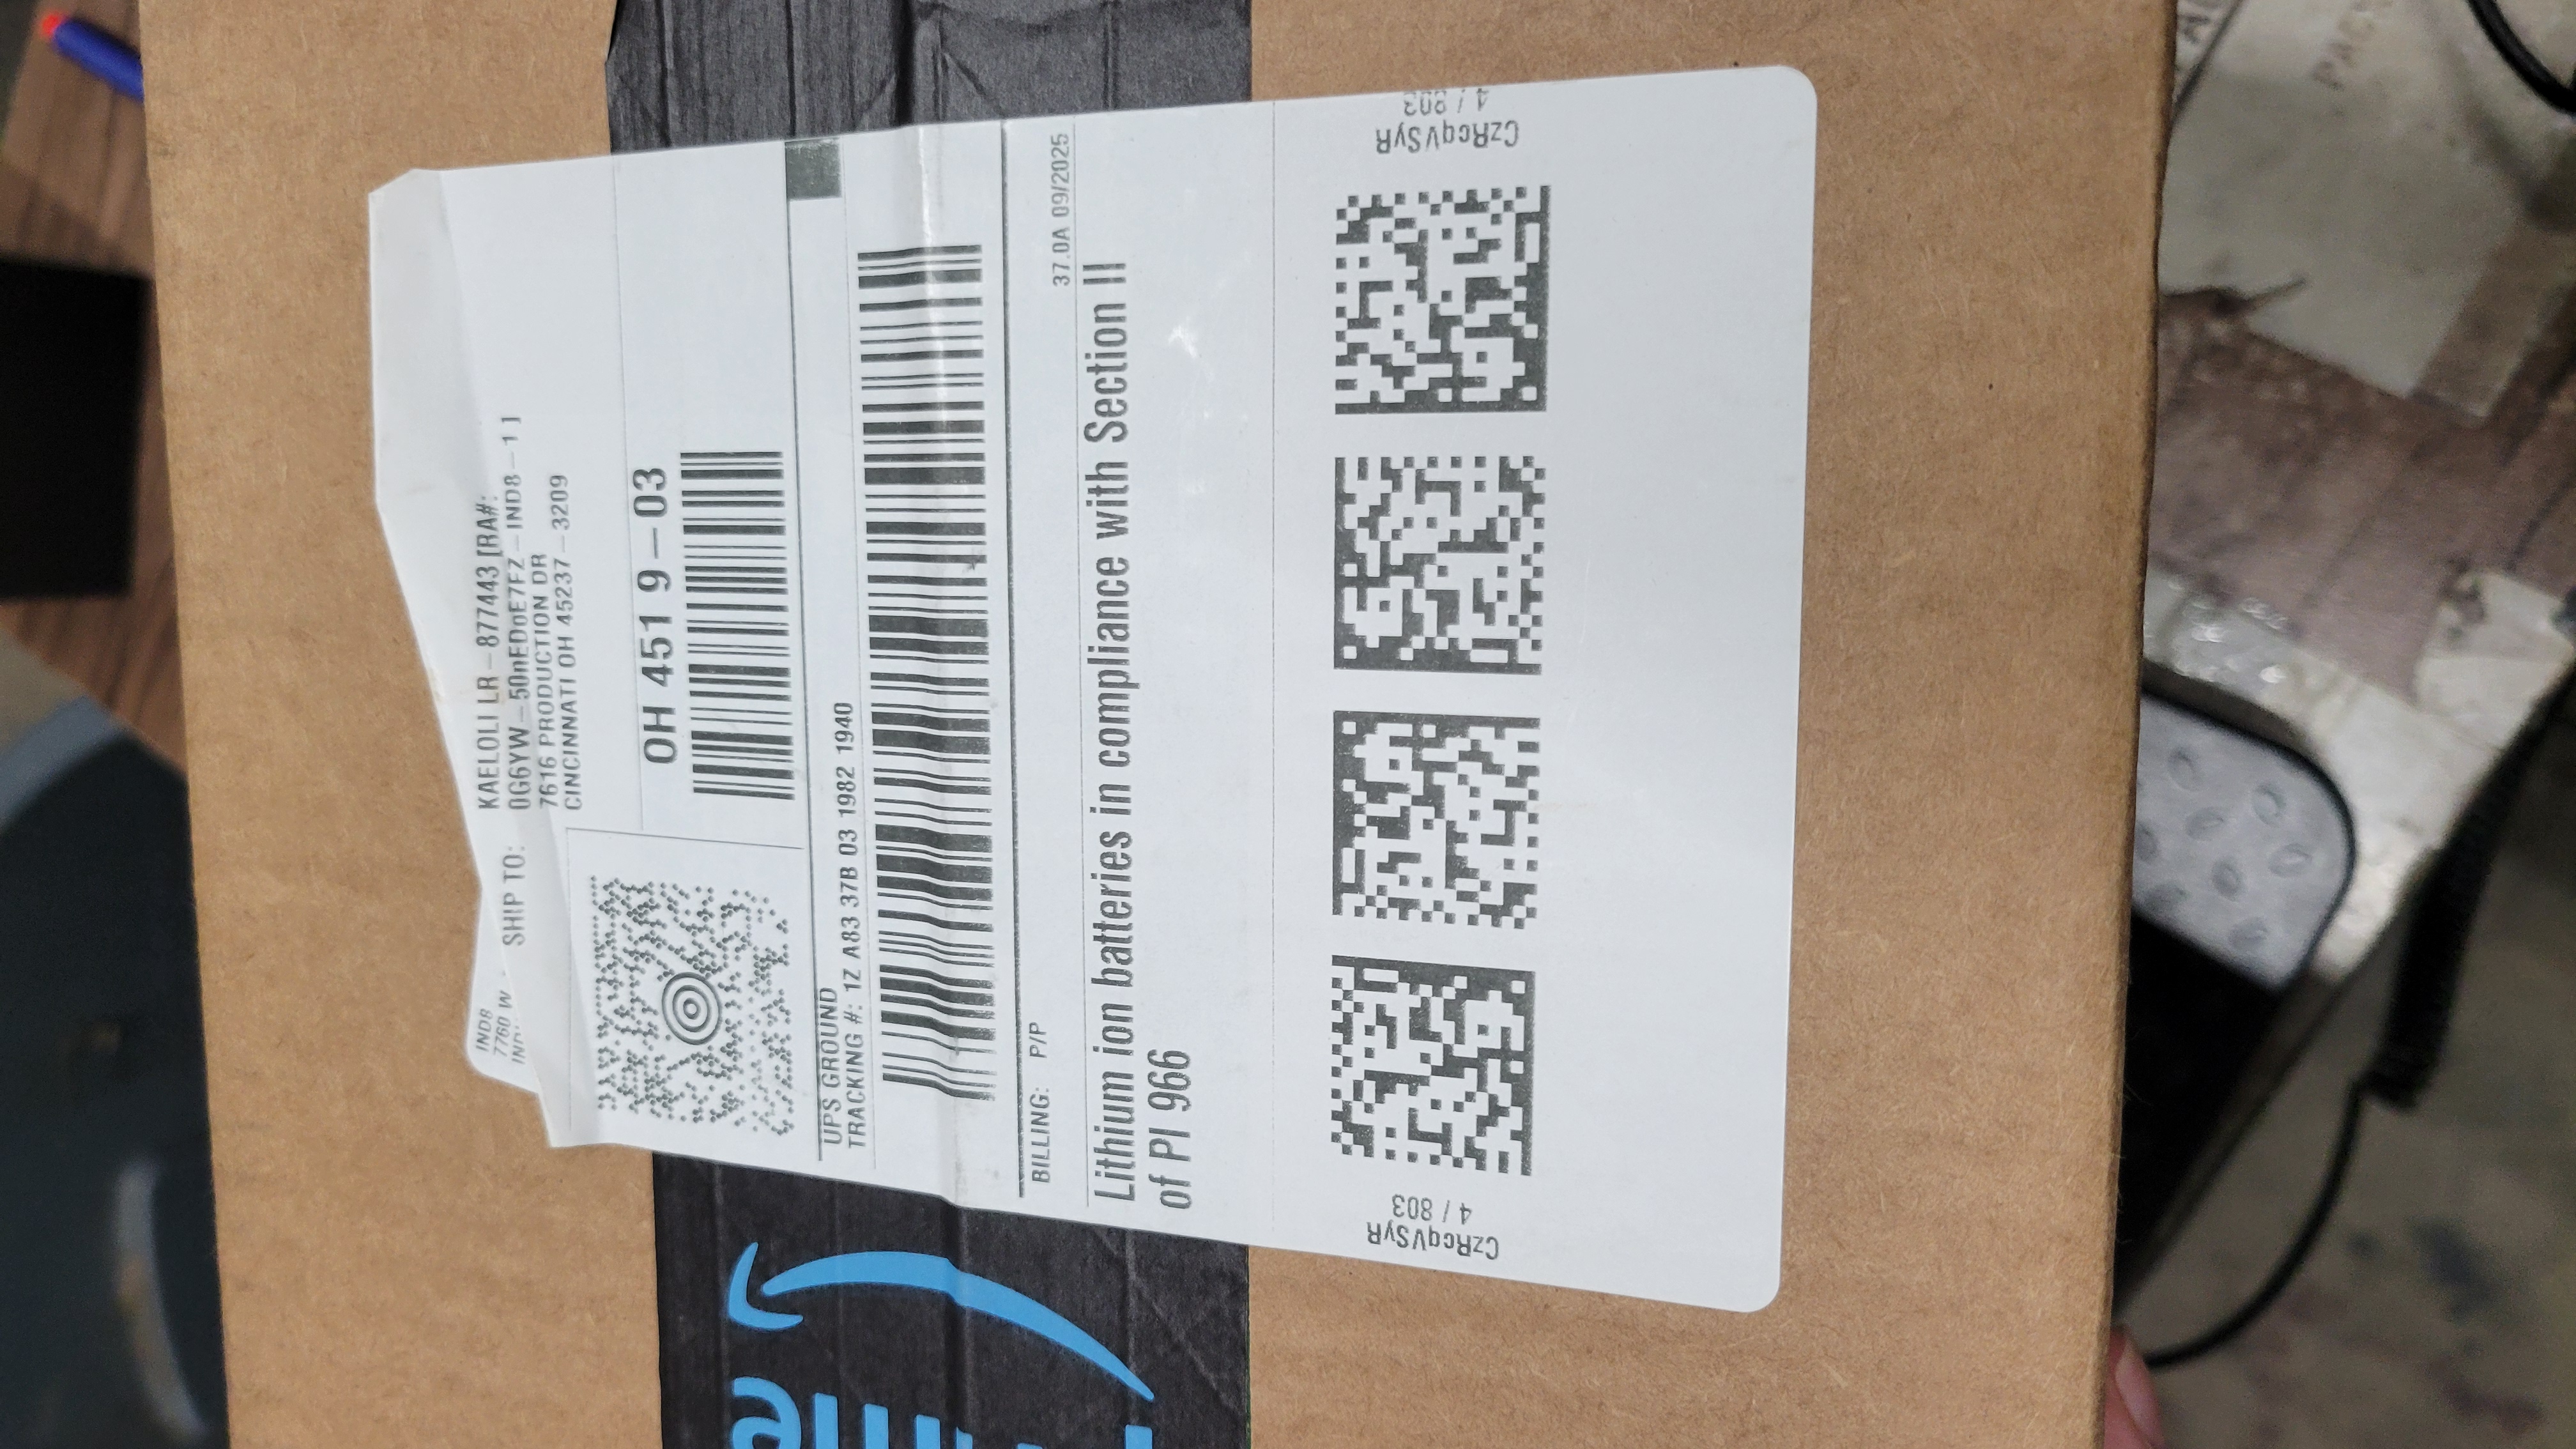 IND8
7760 W
SHIP TO:
KAELOLI LR - 877443 [RA#:
0G6YW-50nEDoE7FZ-IND8-1]
7616 PRODUCTION DR
CINCINNATI OH 45237-3209
OH 451 9-03
UPS GROUND
TRACKING #: 1Z A83 37B 03 1982 1940
BILLING: P/P
37.0A 09/2025
Lithium ion batteries in compliance with Section II
of PI 966
CzRcqVSyR
4 / 803
CzRcqVSyR
4 / 803